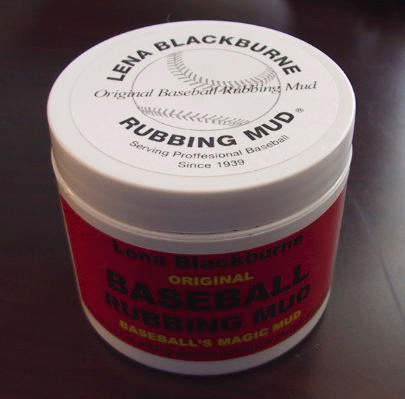 LENA BLACKBURNE
Original Baseball Rubbing Mud
RUBBING MUD®
Serving Proffesional Baseball
Since 1939
Lena Blackburne
ORIGINAL
BASEBALL
RUBBING MUD
BASEBALL'S MAGIC MUD